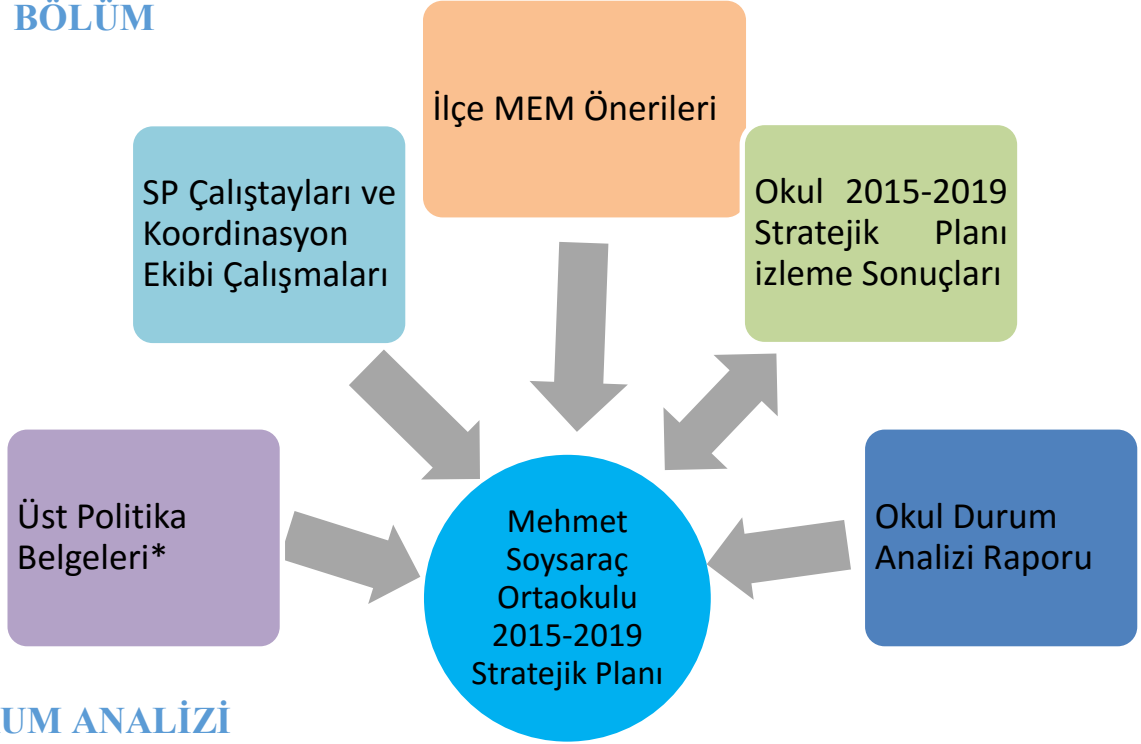 BÖLÜM
İlçe MEM Önerileri
SP Çalıştayları ve
Koordinasyon
Ekibi Çalışmaları
Okul 2015-2019
Stratejik Planı
izleme Sonuçları
Üst Politika
Belgeleri*
Mehmet
Soysaraç
Ortaokulu
2015-2019
Stratejik Planı
Okul Durum
Analizi Raporu
UM ANALİZİ